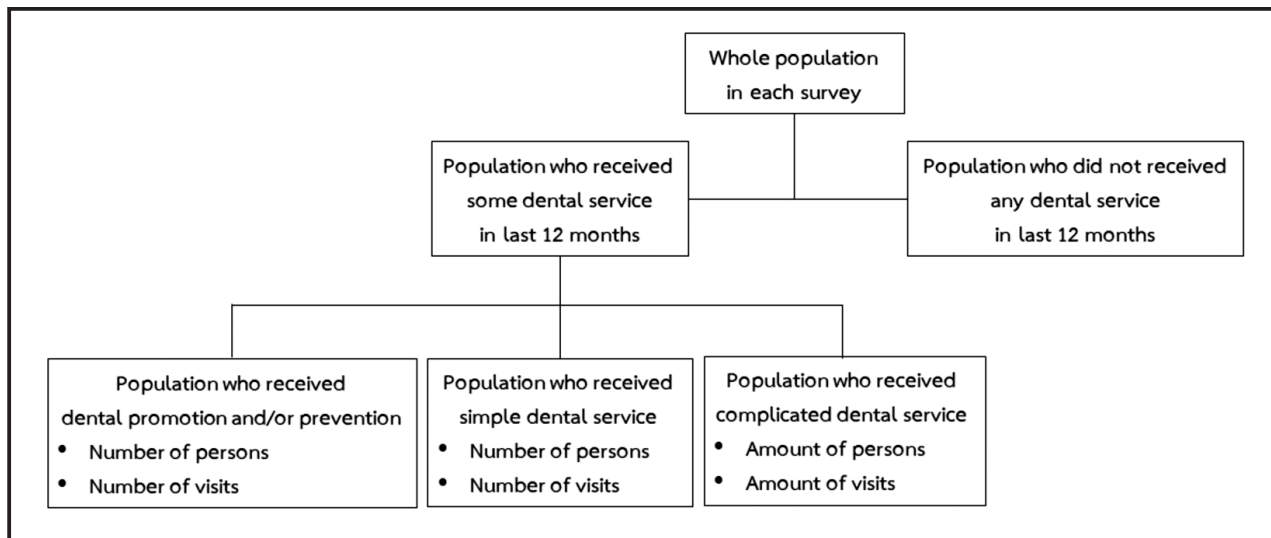 Whole population
in each survey
Population who received
some dental service
in last 12 months
Population who did not received
any dental service
in last 12 months
Population who received
dental promotion and/or prevention
• Number of persons
• Number of visits
Population who received
simple dental service
• Number of persons
• Number of visits
Population who received
complicated dental service
• Amount of persons
• Amount of visits